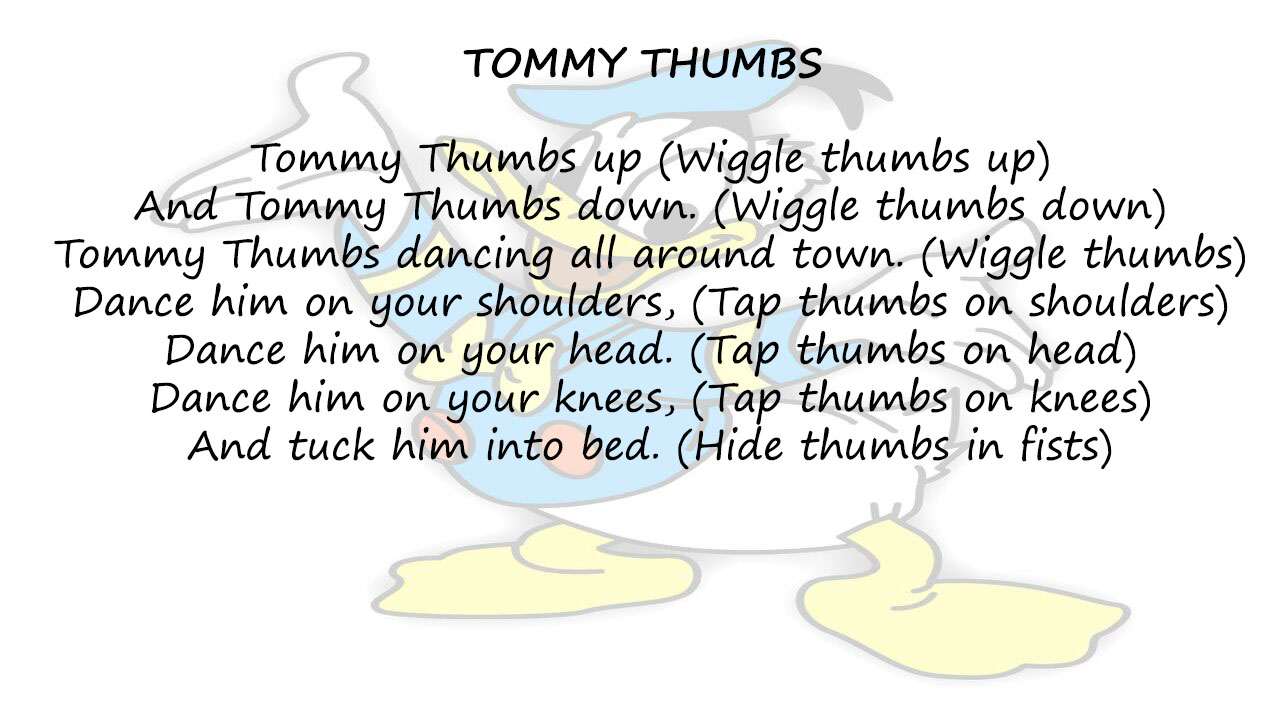 TOMMY THUMBS
Tommy Thumbs up (Wiggle thumbs up)
And Tommy Thumbs down. (Wiggle thumbs down)
Tommy Thumbs dancing all around town. (Wiggle thumbs)
Dance him on your shoulders, (Tap thumbs on shoulders)
Dance him on your head. (Tap thumbs on head)
Dance him on your knees, (Tap thumbs on knees)
And tuck him into bed. (Hide thumbs in fists)